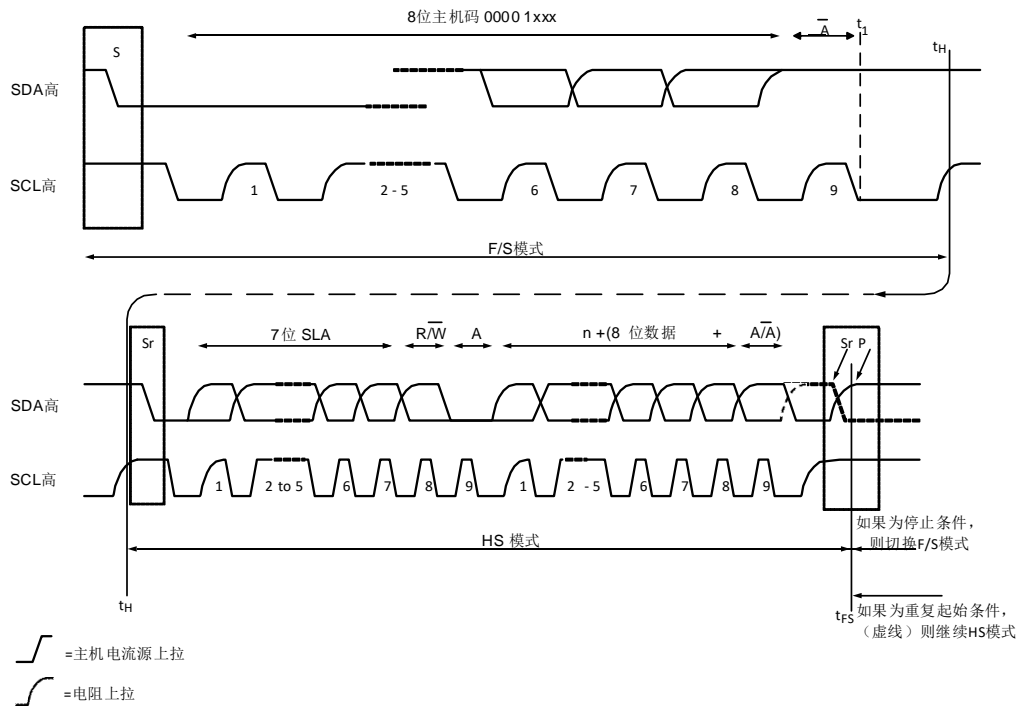 8位主机码 0000 1xxx
A
t1
S
tH
SDA高
SCL高
1
2 - 5
6
7
8
9
F/S模式
Sr
7位 SLA
R/W
A
n +(8 位数据 +
A/A)
Sr P
SDA高
SCL高
1
2 to 5
6
7
8
9
1
2 - 5
6
7
8
9
HS 模式
如果为停止条件，
则切换F/S模式
tH
tFS
如果为重复起始条件，
（虚线）则继续HS模式
=主机电流源上拉
=电阻上拉